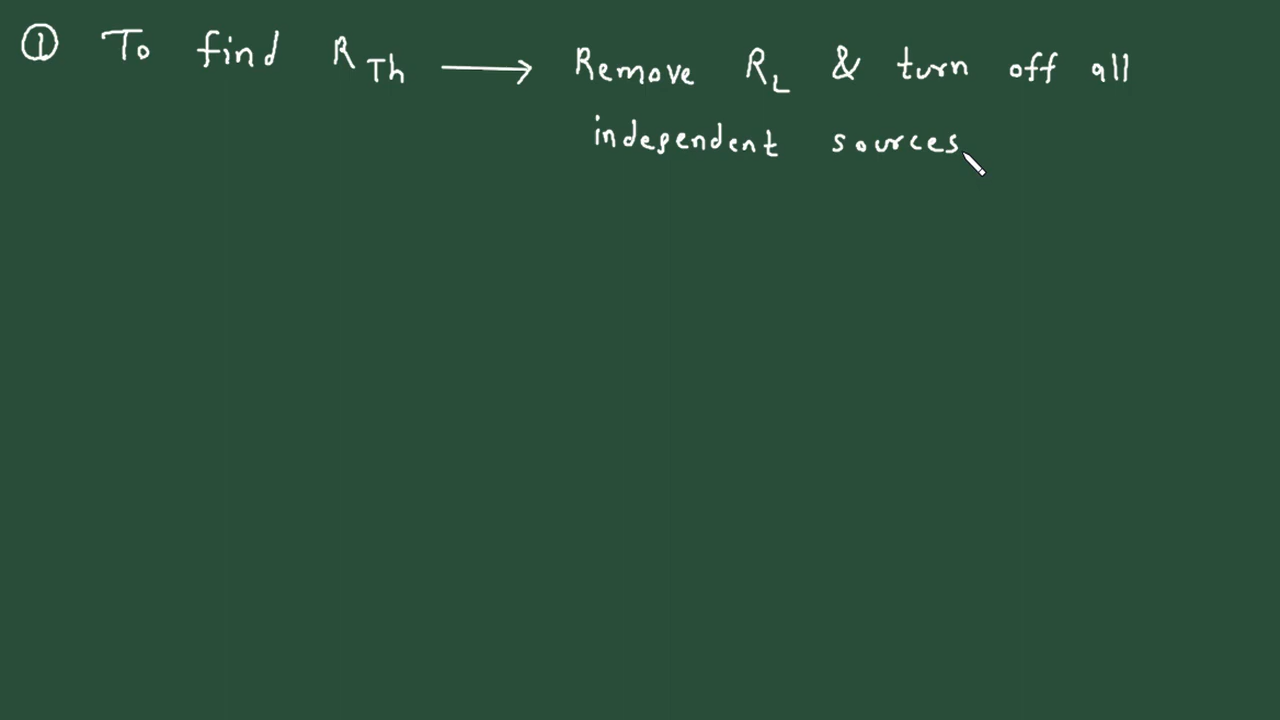 ① To find R_Th ⟶ Remove R_L & turn off all
independent sources